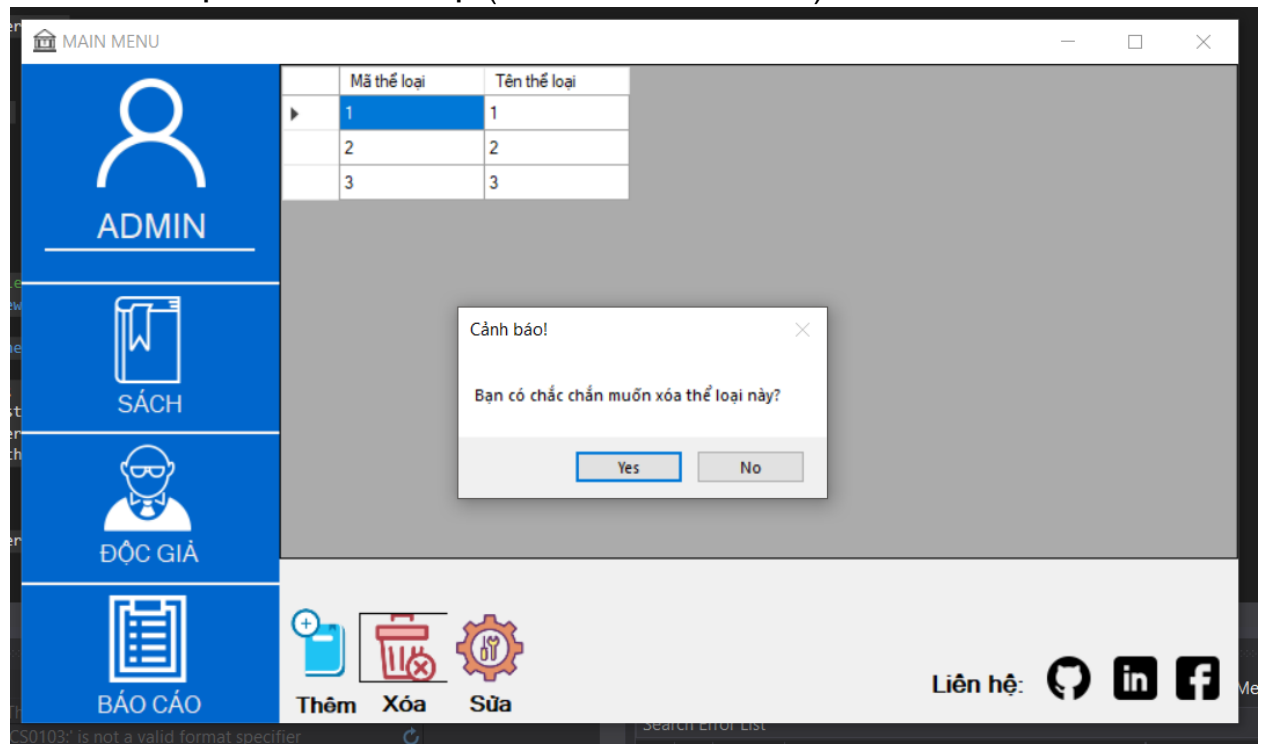 MAIN MENU
Mã thể loại Tên thể loại
1 1
2 2
3 3
ADMIN
SÁCH
ĐỘC GIẢ
BÁO CÁO
Cảnh báo!
Bạn có chắc chắn muốn xóa thể loại này?
Yes No
Thêm Xóa Sửa
Liên hệ:
in
Search Error List
CS0103:' is not a valid format specifier